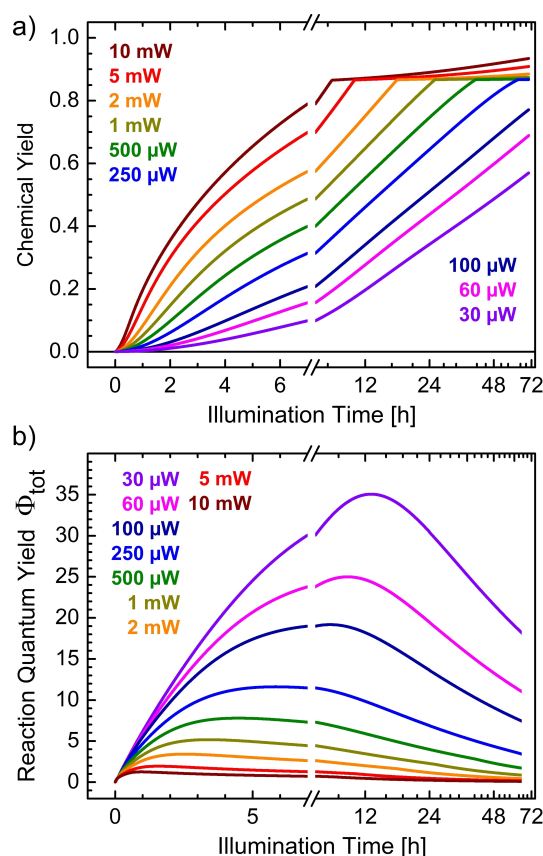 a)
1.0
0.8
0.6
0.4
0.2
0.0
Chemical Yield
10 mW
5 mW
2 mW
1 mW
500 µW
250 µW
100 µW
60 µW
30 µW
0 2 4 6 12 24 48 72
Illumination Time [h]
b)
35
30
25
20
15
10
5
0
Reaction Quantum Yield Φtot
30 µW 5 mW
60 µW 10 mW
100 µW
250 µW
500 µW
1 mW
2 mW
0 5 12 24 48 72
Illumination Time [h]